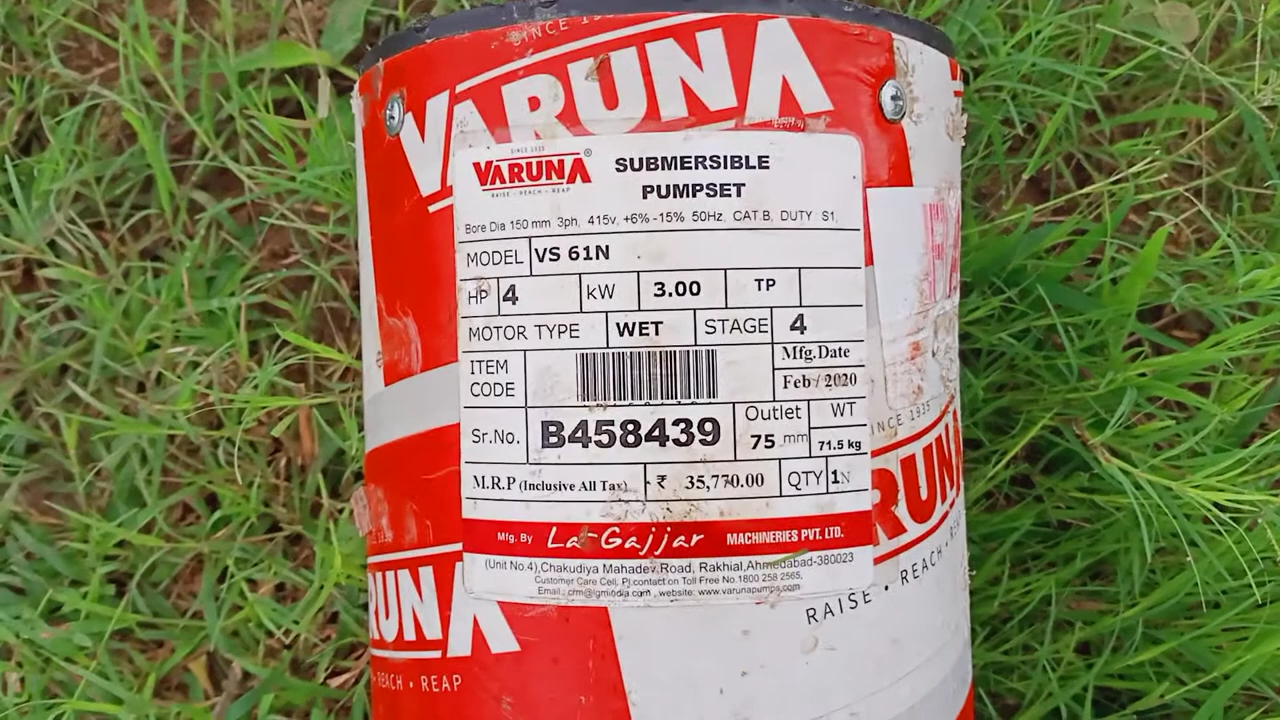 SINCE 19
VARUNA
SINCE 1935
VARUNA®
RAISE - REACH - REAP
SUBMERSIBLE
PUMPSET
Bore Dia 150 mm 3ph, 415v, +6% -15% 50Hz, CAT.B, DUTY S1,
MODEL VS 61N
HP 4 kW 3.00 TP
MOTOR TYPE WET STAGE 4
ITEM
CODE
Mfg.Date
Feb / 2020
Sr.No. B458439
Outlet
75 mm
WT
71.5 kg
M.R.P (Inclusive All Tax) ₹ 35,770.00 QTY 1N
Mfg. By La-Gajjar MACHINERIES PVT. LTD.
(Unit No.4),Chakudiya Mahadev Road, Rakhial,Ahmedabad-380023
Customer Care Cell, Pl.contact on Toll Free No.1800 258 2565,
Email : crm@lgmindia.com , website: www.varunapumps.com
INCE 1935
RUNA
RAISE • REACH • REA
RUNA
REACH • REAP